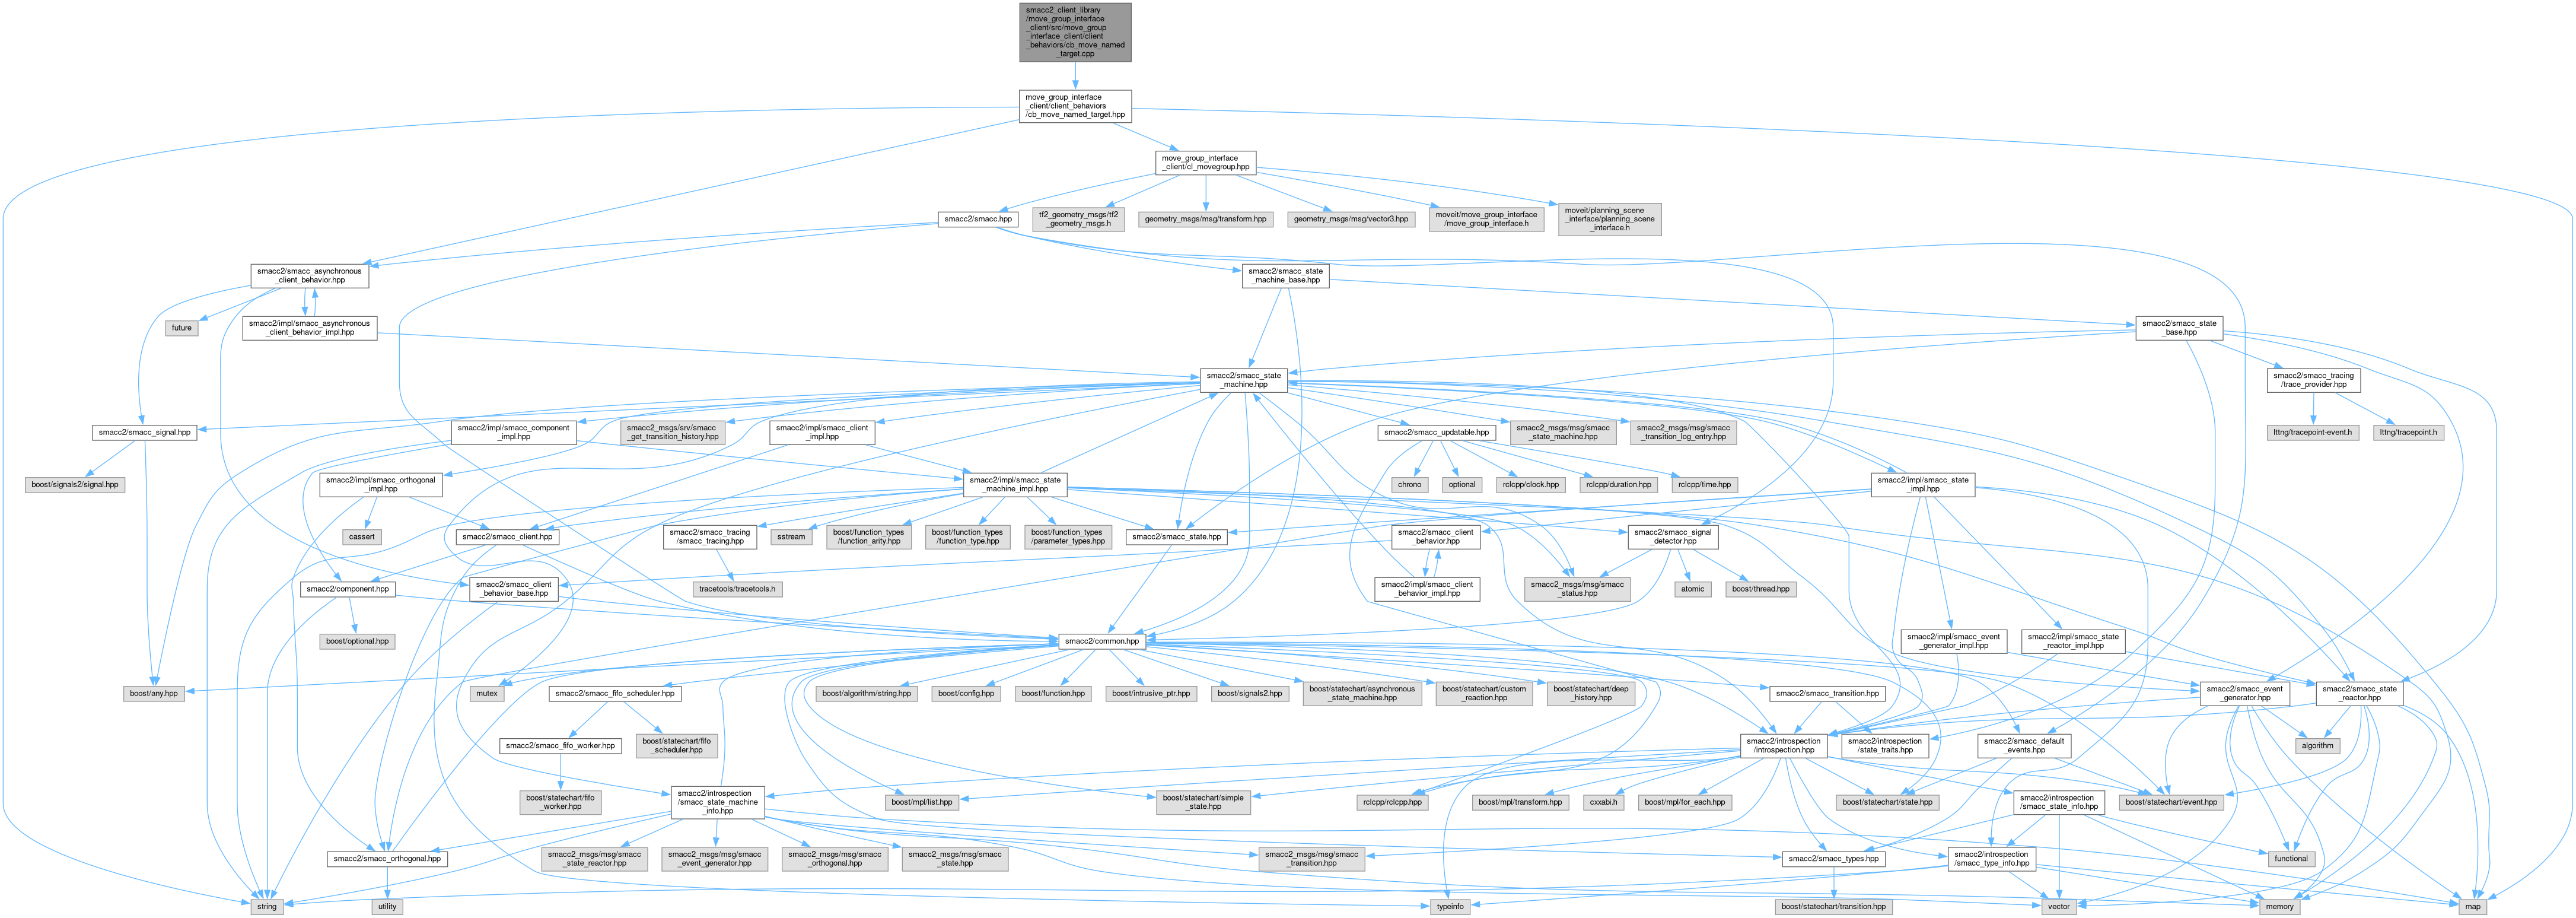 smacc2_client_library
/move_group_interface
_client/src/move_group
_interface_client/client
_behaviors/cb_move_named
_target.cpp
move_group_interface
_client/client_behaviors
/cb_move_named_target.hpp
move_group_interface
_client/cl_movegroup.hpp
smacc2/smacc.hpp
tf2_geometry_msgs/tf2
_geometry_msgs.h
geometry_msgs/msg/transform.hpp
geometry_msgs/msg/vector3.hpp
moveit/move_group_interface
/move_group_interface.h
moveit/planning_scene
_interface/planning_scene
_interface.h
smacc2/smacc_asynchronous
_client_behavior.hpp
smacc2/smacc_state
_machine_base.hpp
future
smacc2/impl/smacc_asynchronous
_client_behavior_impl.hpp
smacc2/smacc_state
_base.hpp
smacc2/smacc_state
_machine.hpp
smacc2/smacc_tracing
/trace_provider.hpp
smacc2/smacc_signal.hpp
smacc2/impl/smacc_component
_impl.hpp
smacc2_msgs/srv/smacc
_get_transition_history.hpp
smacc2/impl/smacc_client
_impl.hpp
smacc2/smacc_updatable.hpp
smacc2_msgs/msg/smacc
_state_machine.hpp
smacc2_msgs/msg/smacc
_transition_log_entry.hpp
lttng/tracepoint-event.h
lttng/tracepoint.h
boost/signals2/signal.hpp
smacc2/impl/smacc_orthogonal
_impl.hpp
smacc2/impl/smacc_state
_machine_impl.hpp
chrono
optional
rclcpp/clock.hpp
rclcpp/duration.hpp
rclcpp/time.hpp
smacc2/impl/smacc_state
_impl.hpp
cassert
smacc2/smacc_client.hpp
smacc2/smacc_tracing
/smacc_tracing.hpp
sstream
boost/function_types
/function_arity.hpp
boost/function_types
/function_type.hpp
boost/function_types
/parameter_types.hpp
smacc2/smacc_state.hpp
smacc2/smacc_client
_behavior.hpp
smacc2/smacc_signal
_detector.hpp
smacc2/component.hpp
smacc2/smacc_client
_behavior_base.hpp
tracetools/tracetools.h
smacc2/impl/smacc_client
_behavior_impl.hpp
smacc2_msgs/msg/smacc
_status.hpp
atomic
boost/thread.hpp
boost/optional.hpp
smacc2/common.hpp
smacc2/impl/smacc_event
_generator_impl.hpp
smacc2/impl/smacc_state
_reactor_impl.hpp
boost/any.hpp
mutex
smacc2/smacc_fifo_scheduler.hpp
boost/algorithm/string.hpp
boost/config.hpp
boost/function.hpp
boost/intrusive_ptr.hpp
boost/signals2.hpp
boost/statechart/asynchronous
_state_machine.hpp
boost/statechart/custom
_reaction.hpp
boost/statechart/deep
_history.hpp
smacc2/smacc_transition.hpp
smacc2/smacc_event
_generator.hpp
smacc2/smacc_state
_reactor.hpp
smacc2/smacc_fifo_worker.hpp
boost/statechart/fifo
_scheduler.hpp
smacc2/introspection
/introspection.hpp
smacc2/introspection
/state_traits.hpp
smacc2/smacc_default
_events.hpp
algorithm
boost/statechart/fifo
_worker.hpp
smacc2/introspection
/smacc_state_machine
_info.hpp
boost/mpl/list.hpp
boost/statechart/simple
_state.hpp
rclcpp/rclcpp.hpp
boost/mpl/transform.hpp
cxxabi.h
boost/mpl/for_each.hpp
boost/statechart/state.hpp
smacc2/introspection
/smacc_state_info.hpp
boost/statechart/event.hpp
smacc2/smacc_orthogonal.hpp
smacc2_msgs/msg/smacc
_state_reactor.hpp
smacc2_msgs/msg/smacc
_event_generator.hpp
smacc2_msgs/msg/smacc
_orthogonal.hpp
smacc2_msgs/msg/smacc
_state.hpp
smacc2_msgs/msg/smacc
_transition.hpp
smacc2/smacc_types.hpp
smacc2/introspection
/smacc_type_info.hpp
functional
string
utility
typeinfo
boost/statechart/transition.hpp
vector
memory
map